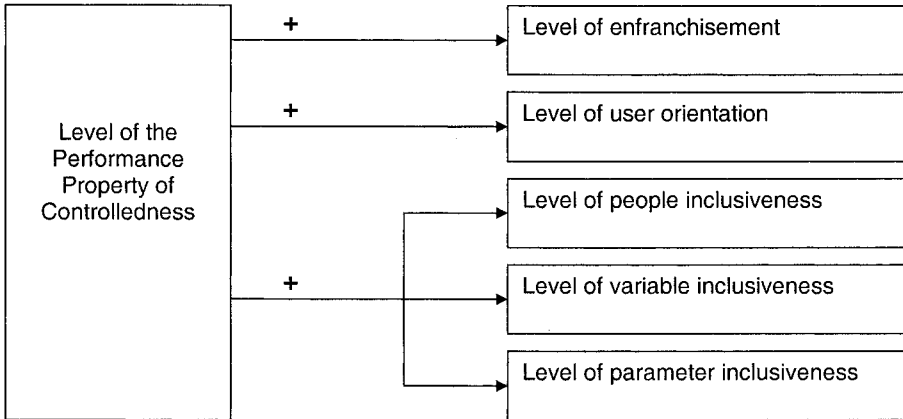 Level of the
Performance
Property of
Controlledness
+
Level of enfranchisement
+
Level of user orientation
Level of people inclusiveness
+
Level of variable inclusiveness
Level of parameter inclusiveness